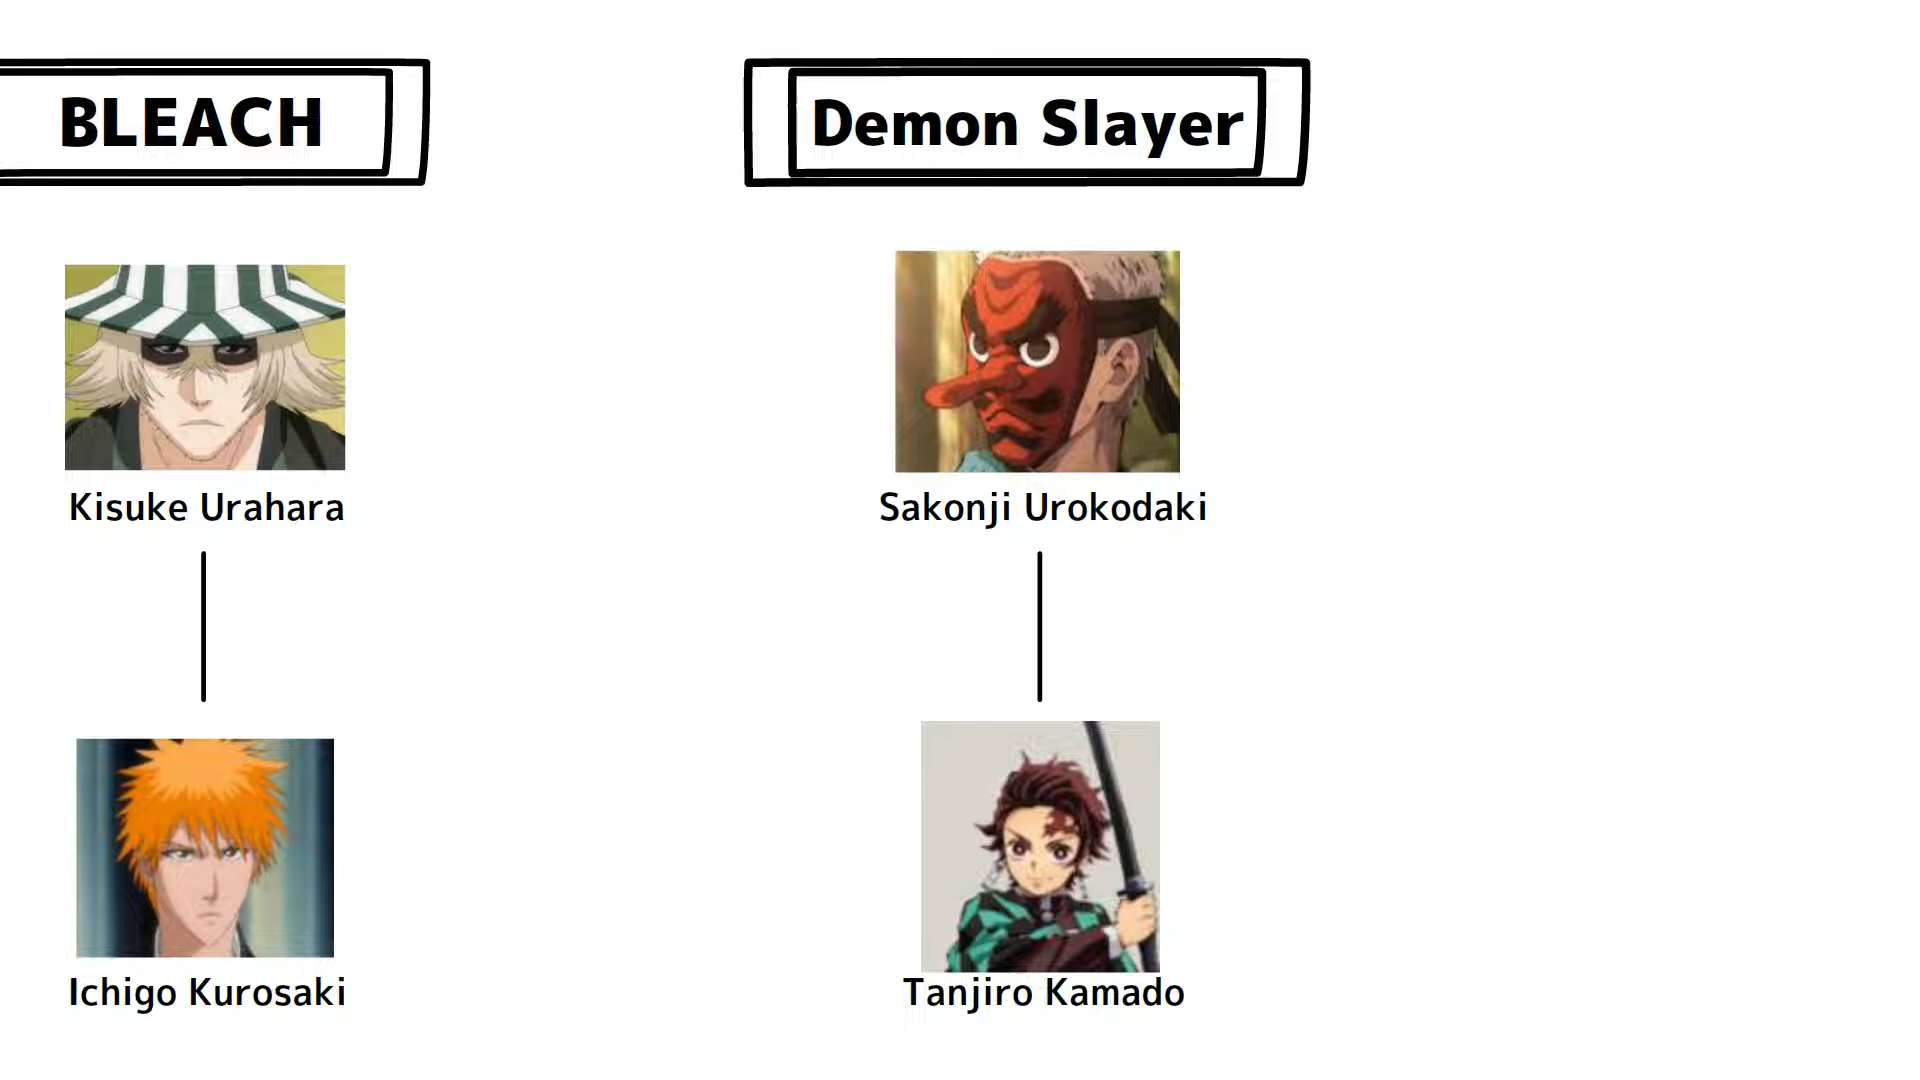 BLEACH
Demon Slayer
Kisuke Urahara
Sakonji Urokodaki
Ichigo Kurosaki
Tanjiro Kamado